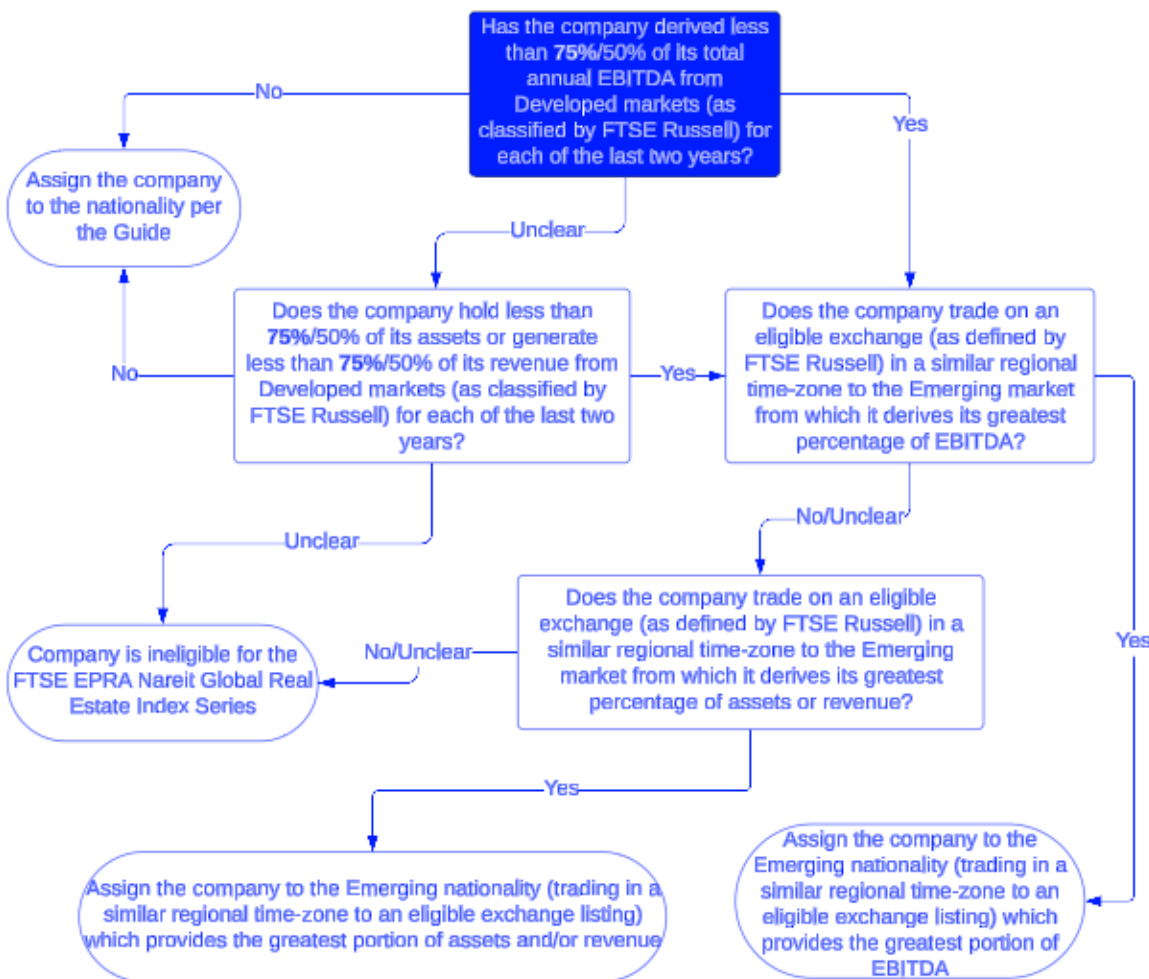 Has the company derived less
than 75%/50% of its total
annual EBITDA from
Developed markets (as
classified by FTSE Russell) for
each of the last two years?
No
Yes
Assign the company
to the nationality per
the Guide
Unclear
Does the company hold less than
75%/50% of its assets or generate
less than 75%/50% of its revenue from
Developed markets (as classified by
FTSE Russell) for each of the last two
years?
No
Yes
Does the company trade on an
eligible exchange (as defined by
FTSE Russell) in a similar regional
time-zone to the Emerging market
from which it derives its greatest
percentage of EBITDA?
No/Unclear
Unclear
Does the company trade on an eligible
exchange (as defined by FTSE Russell) in a
similar regional time-zone to the Emerging
market from which it derives its greatest
percentage of assets or revenue?
No/Unclear
Yes
Company is ineligible for the
FTSE EPRA Nareit Global Real
Estate Index Series
Yes
Assign the company to the Emerging nationality (trading in a
similar regional time-zone to an eligible exchange listing)
which provides the greatest portion of assets and/or revenue
Assign the company to the
Emerging nationality (trading in a
similar regional time-zone to an
eligible exchange listing) which
provides the greatest portion of
EBITDA